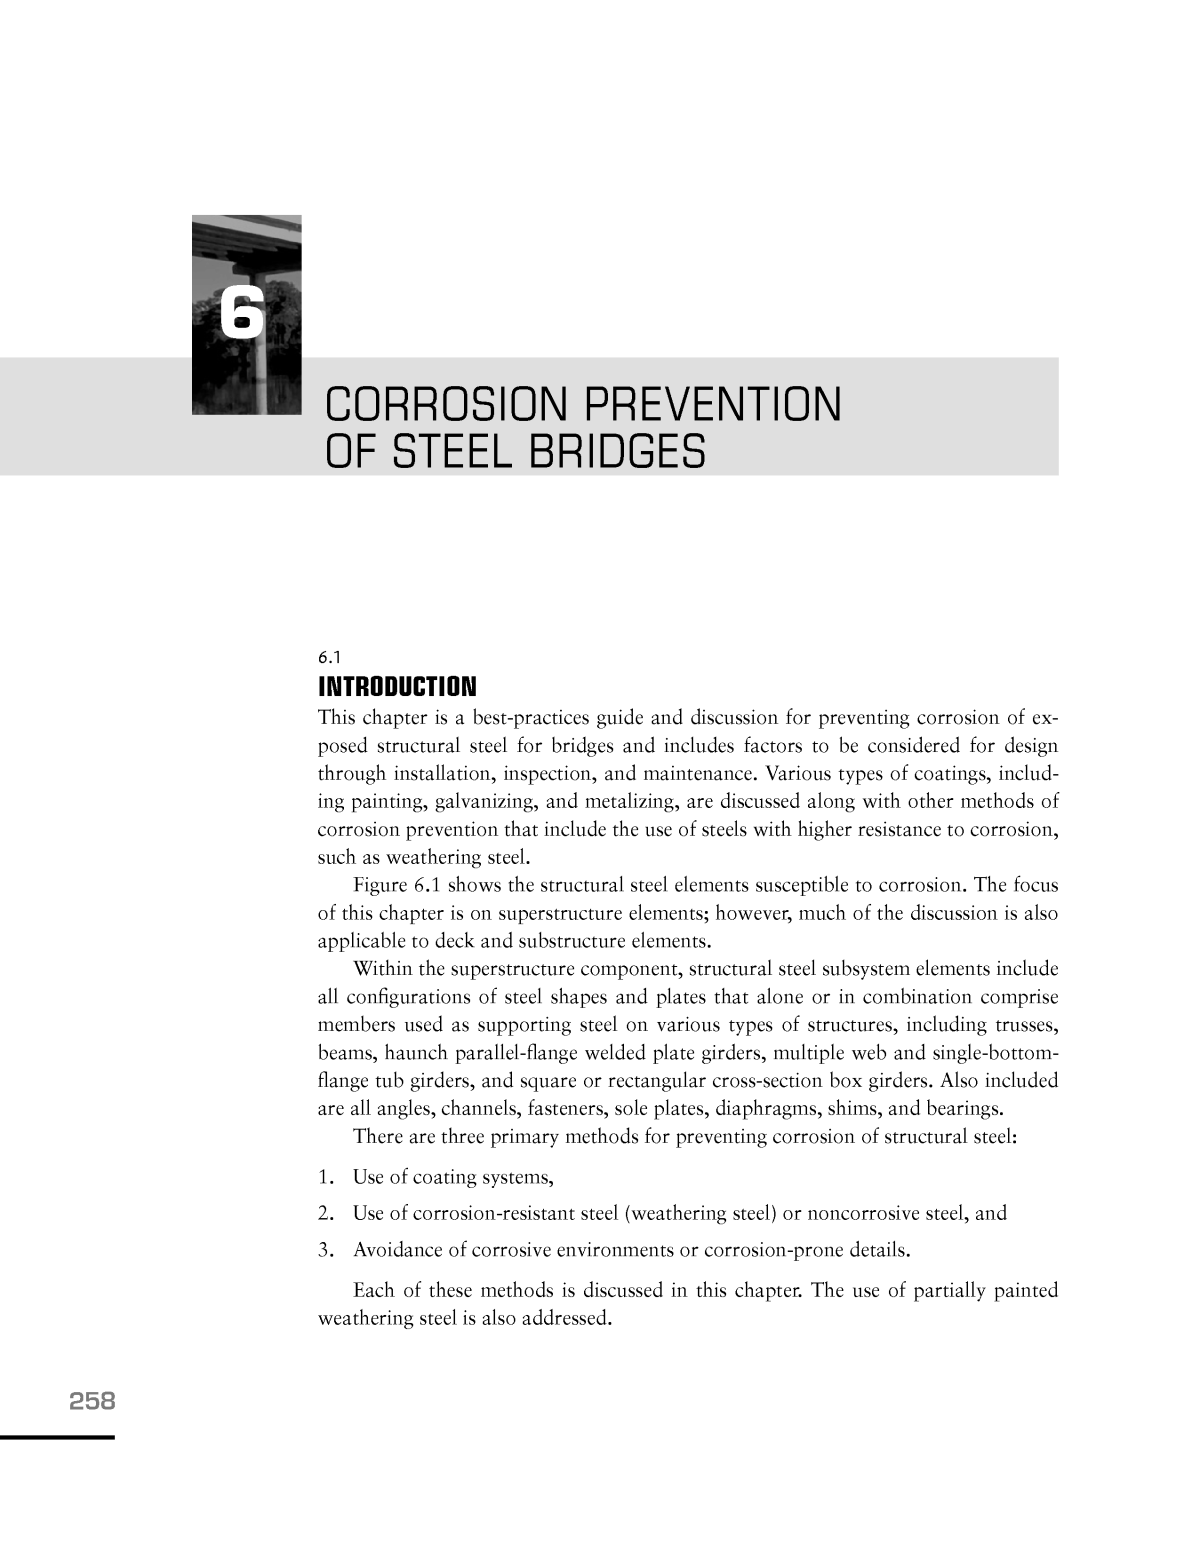 6
CORROSION PREVENTION
OF STEEL BRIDGES
6.1
INTRODUCTION
This chapter is a best-practices guide and discussion for preventing corrosion of ex-
posed structural steel for bridges and includes factors to be considered for design
through installation, inspection, and maintenance. Various types of coatings, includ-
ing painting, galvanizing, and metalizing, are discussed along with other methods of
corrosion prevention that include the use of steels with higher resistance to corrosion,
such as weathering steel.
Figure 6.1 shows the structural steel elements susceptible to corrosion. The focus
of this chapter is on superstructure elements; however, much of the discussion is also
applicable to deck and substructure elements.
Within the superstructure component, structural steel subsystem elements include
all configurations of steel shapes and plates that alone or in combination comprise
members used as supporting steel on various types of structures, including trusses,
beams, haunch parallel-flange welded plate girders, multiple web and single-bottom-
flange tub girders, and square or rectangular cross-section box girders. Also included
are all angles, channels, fasteners, sole plates, diaphragms, shims, and bearings.
There are three primary methods for preventing corrosion of structural steel:
1. Use of coating systems,
2. Use of corrosion-resistant steel (weathering steel) or noncorrosive steel, and
3. Avoidance of corrosive environments or corrosion-prone details.
Each of these methods is discussed in this chapter. The use of partially painted
weathering steel is also addressed.
258